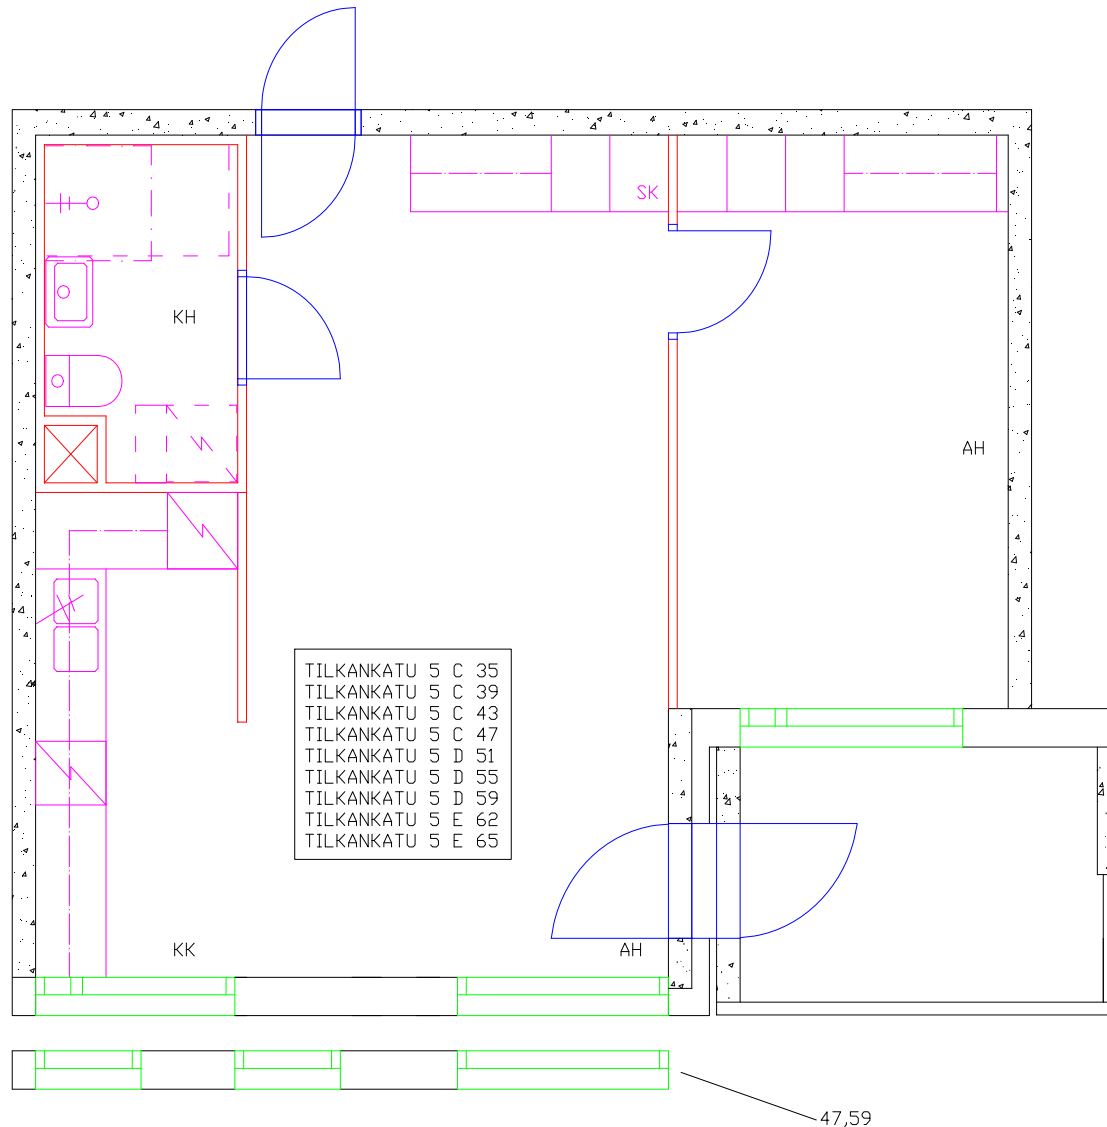 SK
KH
AH
TILKANKATU 5 C 35
TILKANKATU 5 C 39
TILKANKATU 5 C 43
TILKANKATU 5 C 47
TILKANKATU 5 D 51
TILKANKATU 5 D 55
TILKANKATU 5 D 59
TILKANKATU 5 E 62
TILKANKATU 5 E 65
KK
AH
47,59